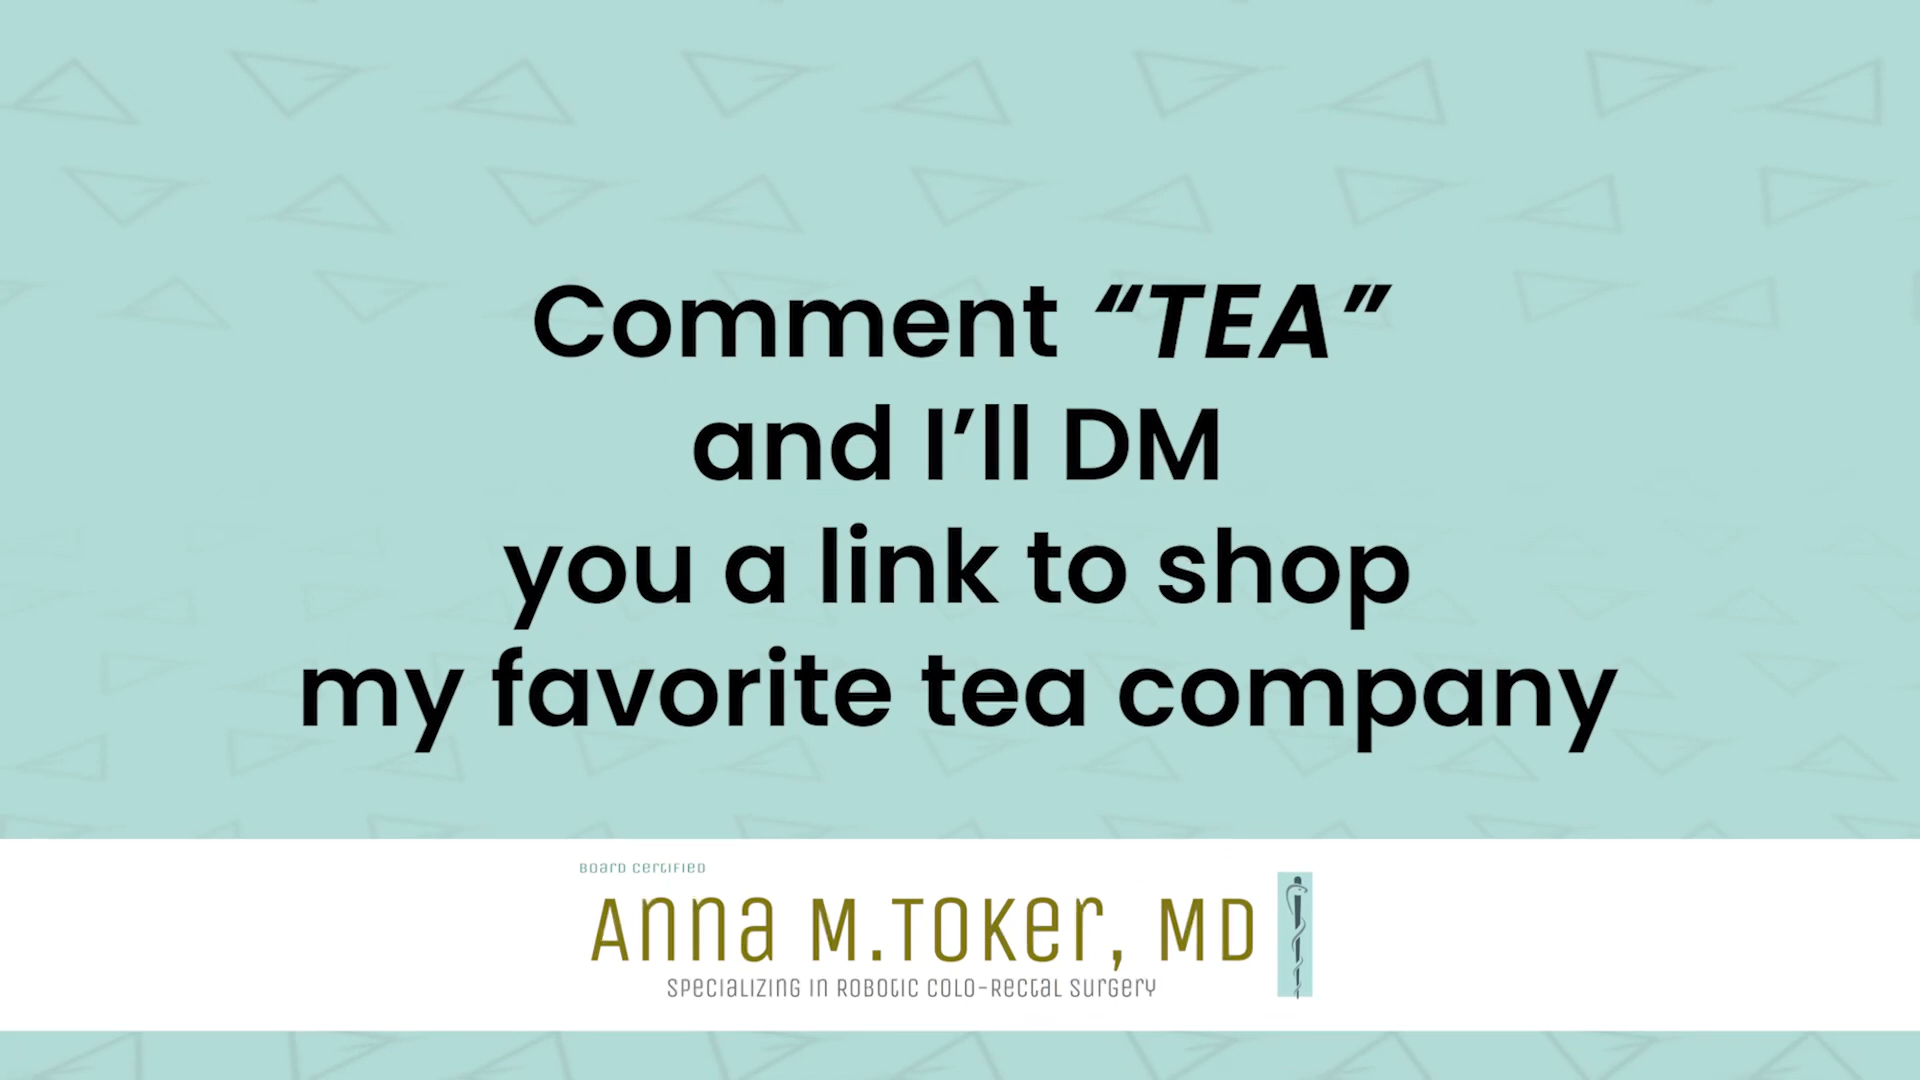 Comment “TEA”
and I’ll DM
you a link to shop
my favorite tea company
Board Certified
Anna M. Toker, MD
Specializing in Robotic Colo-Rectal Surgery